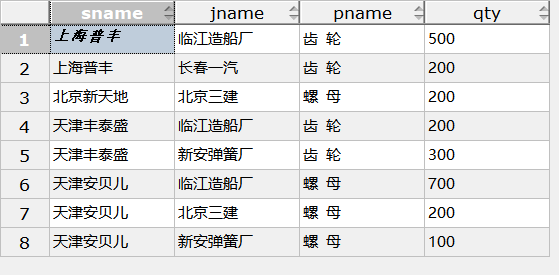 sname jname pname qty
1 上海普丰 临江造船厂 齿 轮 500
2 上海普丰 长春一汽 齿 轮 200
3 北京新天地 北京三建 螺 母 200
4 天津丰泰盛 临江造船厂 齿 轮 200
5 天津丰泰盛 新安弹簧厂 齿 轮 300
6 天津安贝儿 临江造船厂 螺 母 700
7 天津安贝儿 北京三建 螺 母 200
8 天津安贝儿 新安弹簧厂 螺 母 100